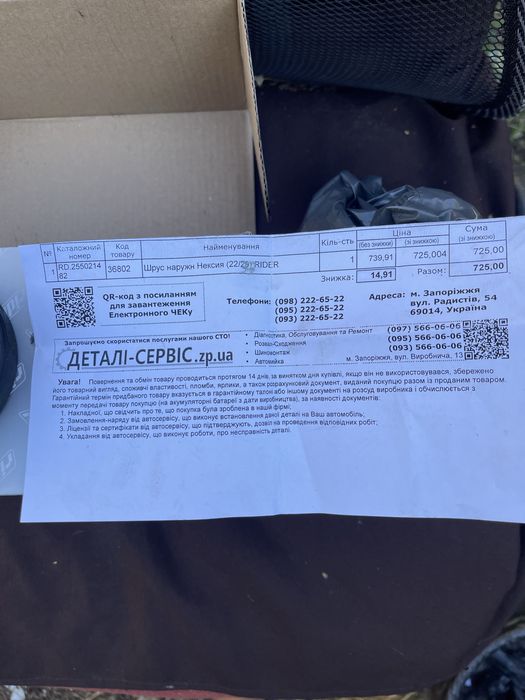 № Каталожний номер Код товару Найменування Кіль-сть Ціна (без знижки) (зі знижкою) Сума (зі знижкою)
1 RD.255021482 36802 Шрус наружн Нексия (22/29) RIDER 1 739,91 725,004 725,00
Знижка: 14,91 Разом: 725,00
QR-код з посиланням
для завантеження
Електронного ЧЕКу
Телефони: (098) 222-65-22
(095) 222-65-22
(093) 222-65-22
Адреса: м. Запоріжжя
вул. Радистів, 54
69014, Україна
Запрошуємо скористатися послугами нашого СТО!
ДЕТАЛІ-СЕРВІС.zp.ua
• Діагностика, Обслуговування та Ремонт
• Розвал-Сходження
• Шиномонтаж
• Автомийка
(097) 566-06-06
(095) 566-06-06
(093) 566-06-06
м. Запоріжжя, вул. Виробнича, 13
Увага! Повернення та обмін товару проводиться протягом 14 днів, за винятком дня купівлі, якщо він не використовувався, збережено
його товарний вигляд, споживчі властивості, пломби, ярлики, а також розрахунковий документ, виданий покупцю разом із проданим товаром
Гарантійний термін придбаного товару вказується в гарантійному талоні або іншому документі на розсуд виробника і обчислюється з
моменту передачі товару покупцю (на акумуляторні батареї з дати виробництва), за наявності документів:
1. Накладної, що свідчить про те, що покупка була зроблена в нашій фірмі;
2. Замовлення-наряду від автосервісу, що виконує встановлення даної деталі на Ваш автомобіль;
3. Ліцензії та сертифікати від автосервісу, що підтверджують, дозвіл на проведення відповідних робіт;
4. Укладання від автосервісу, що виконує роботи, про несправність деталі.